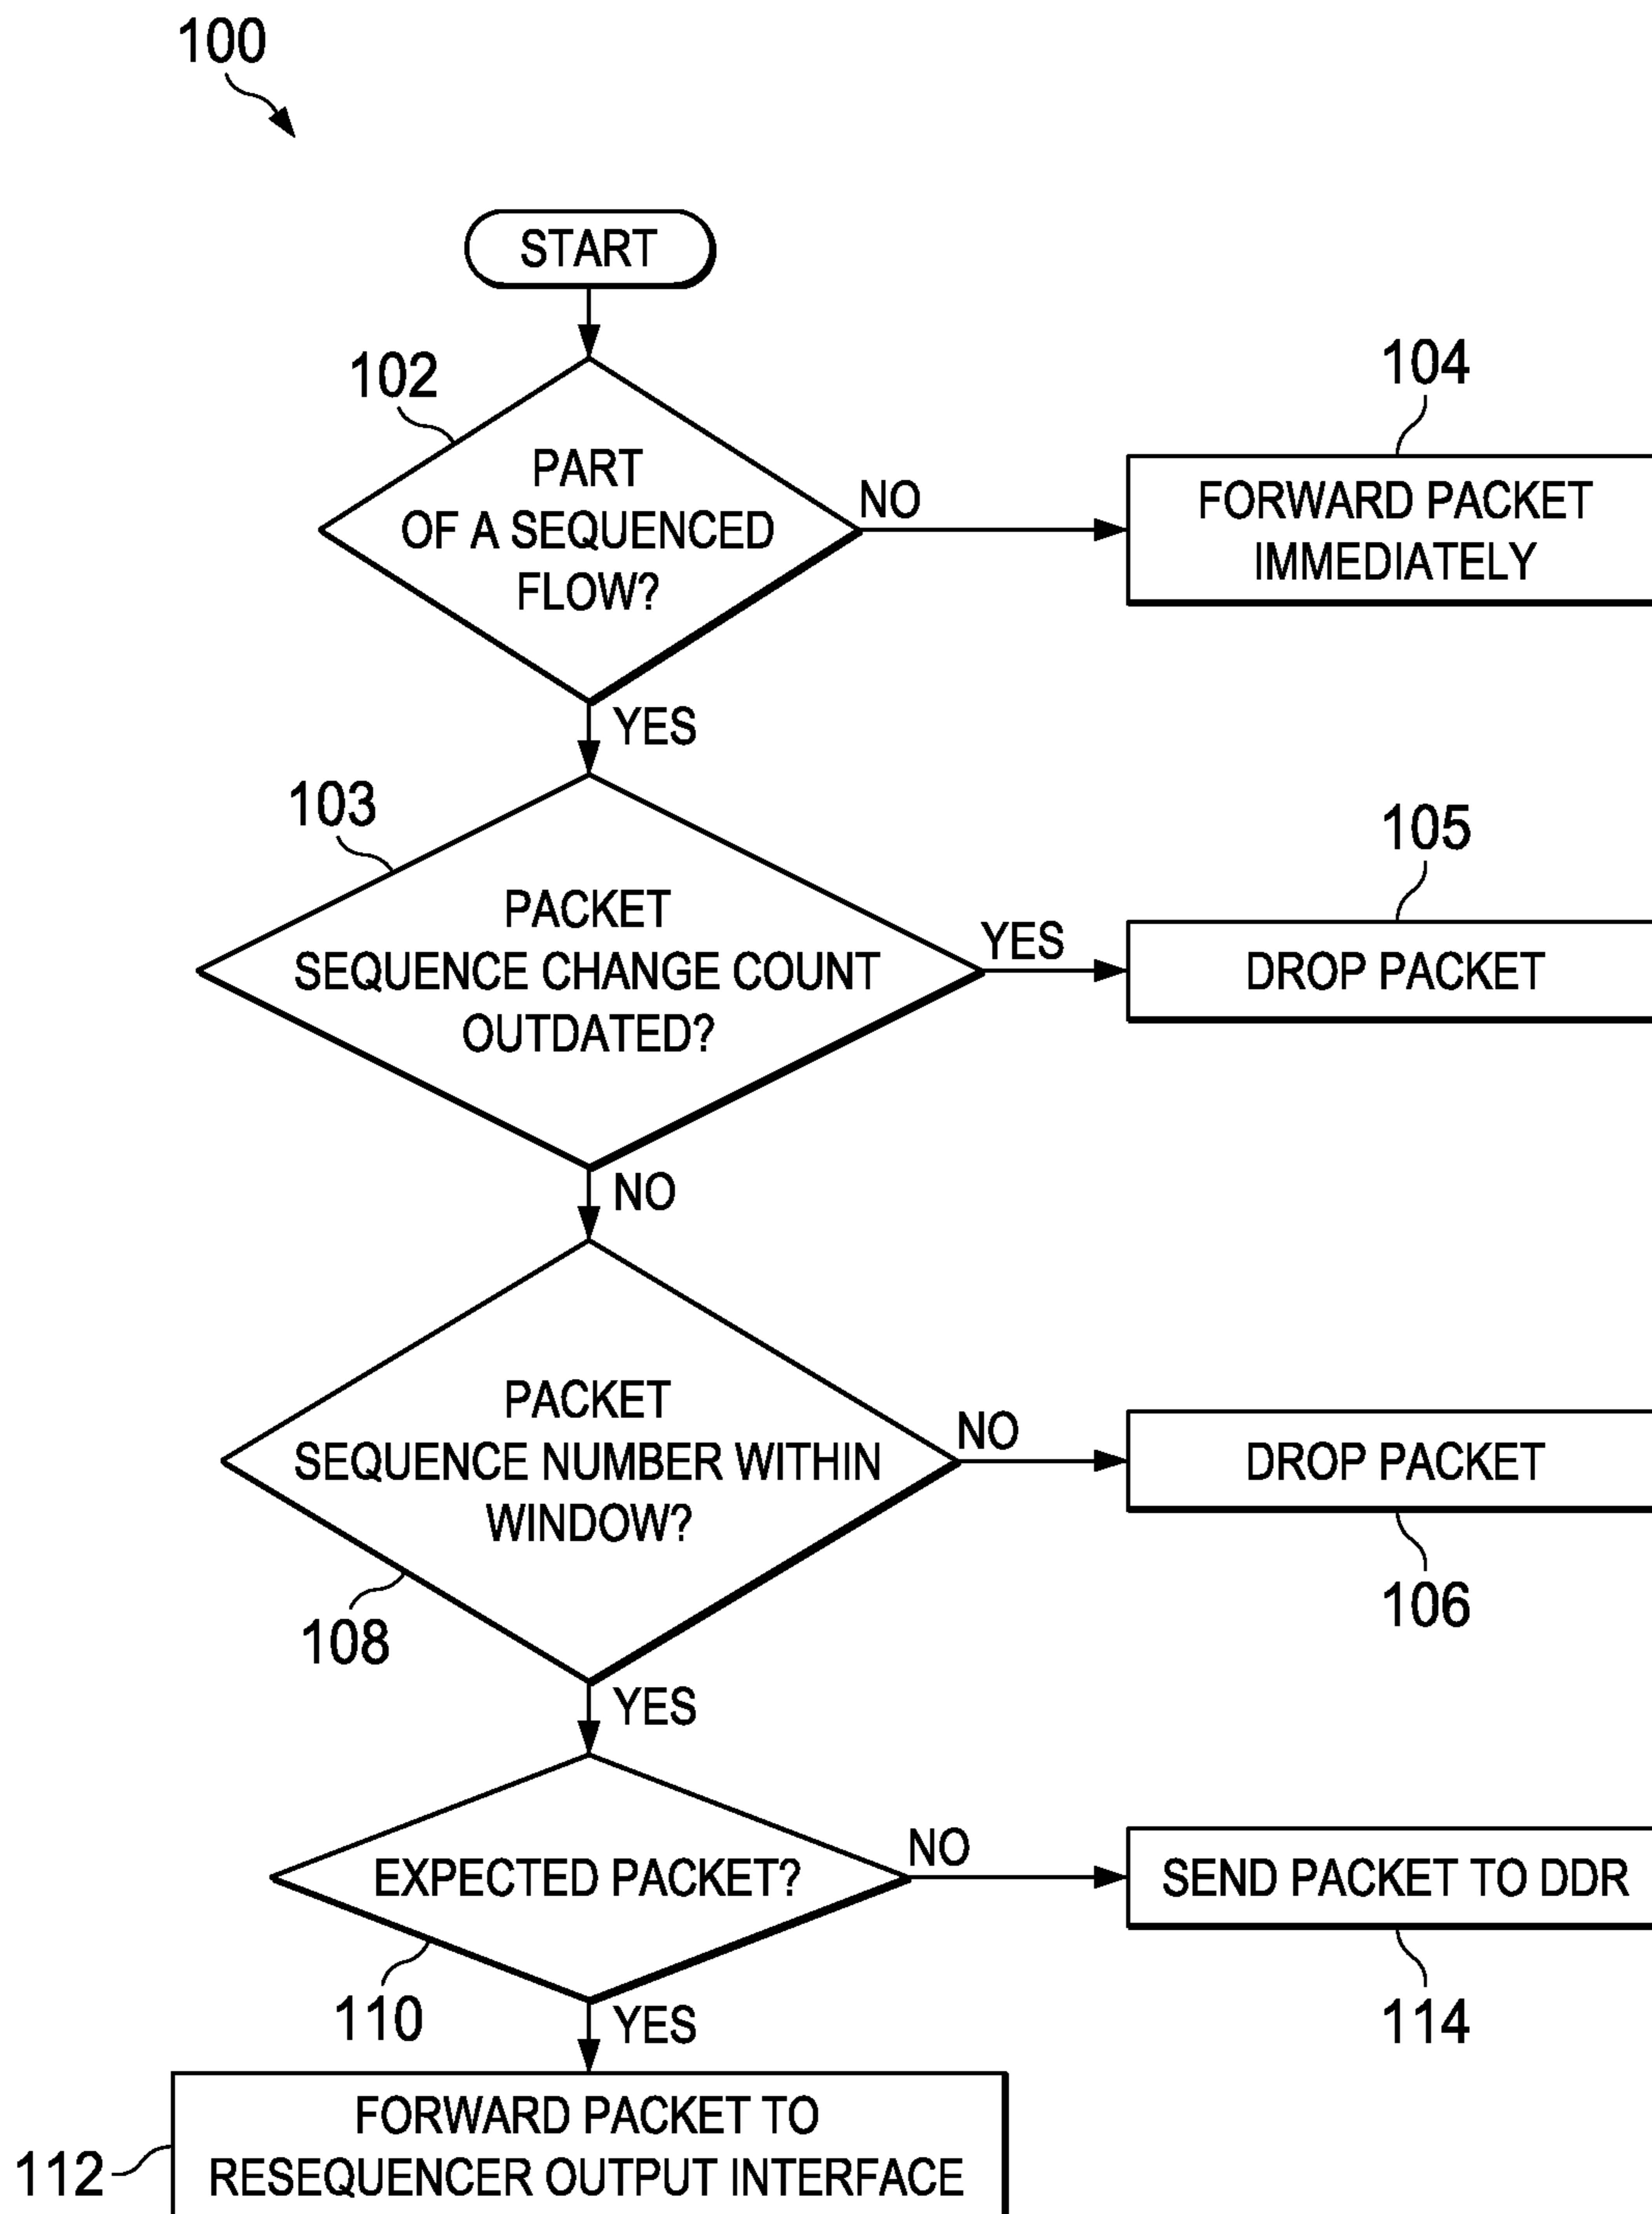 100
START
102
PART
OF A SEQUENCED
FLOW?
NO
104
FORWARD PACKET
IMMEDIATELY
YES
103
PACKET
SEQUENCE CHANGE COUNT
OUTDATED?
YES
105
DROP PACKET
NO
PACKET
SEQUENCE NUMBER WITHIN
WINDOW?
108
NO
DROP PACKET
106
YES
EXPECTED PACKET?
110
NO
SEND PACKET TO DDR
114
YES
FORWARD PACKET TO
RESEQUENCER OUTPUT INTERFACE
112